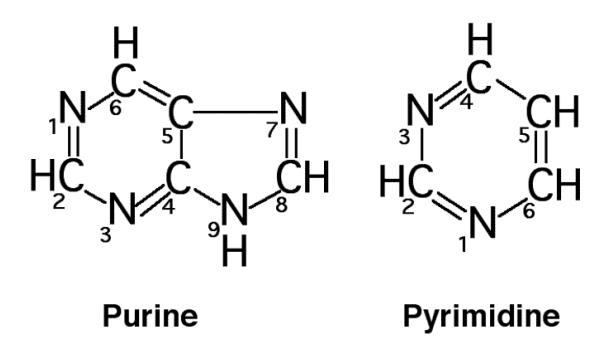 H H
N 1 C 6 C 5 N 7 N 3 C 4 CH 5
HC 2 N 3 C 4 N 9 H CH 8 HC 2 N 1 CH 6
Purine Pyrimidine